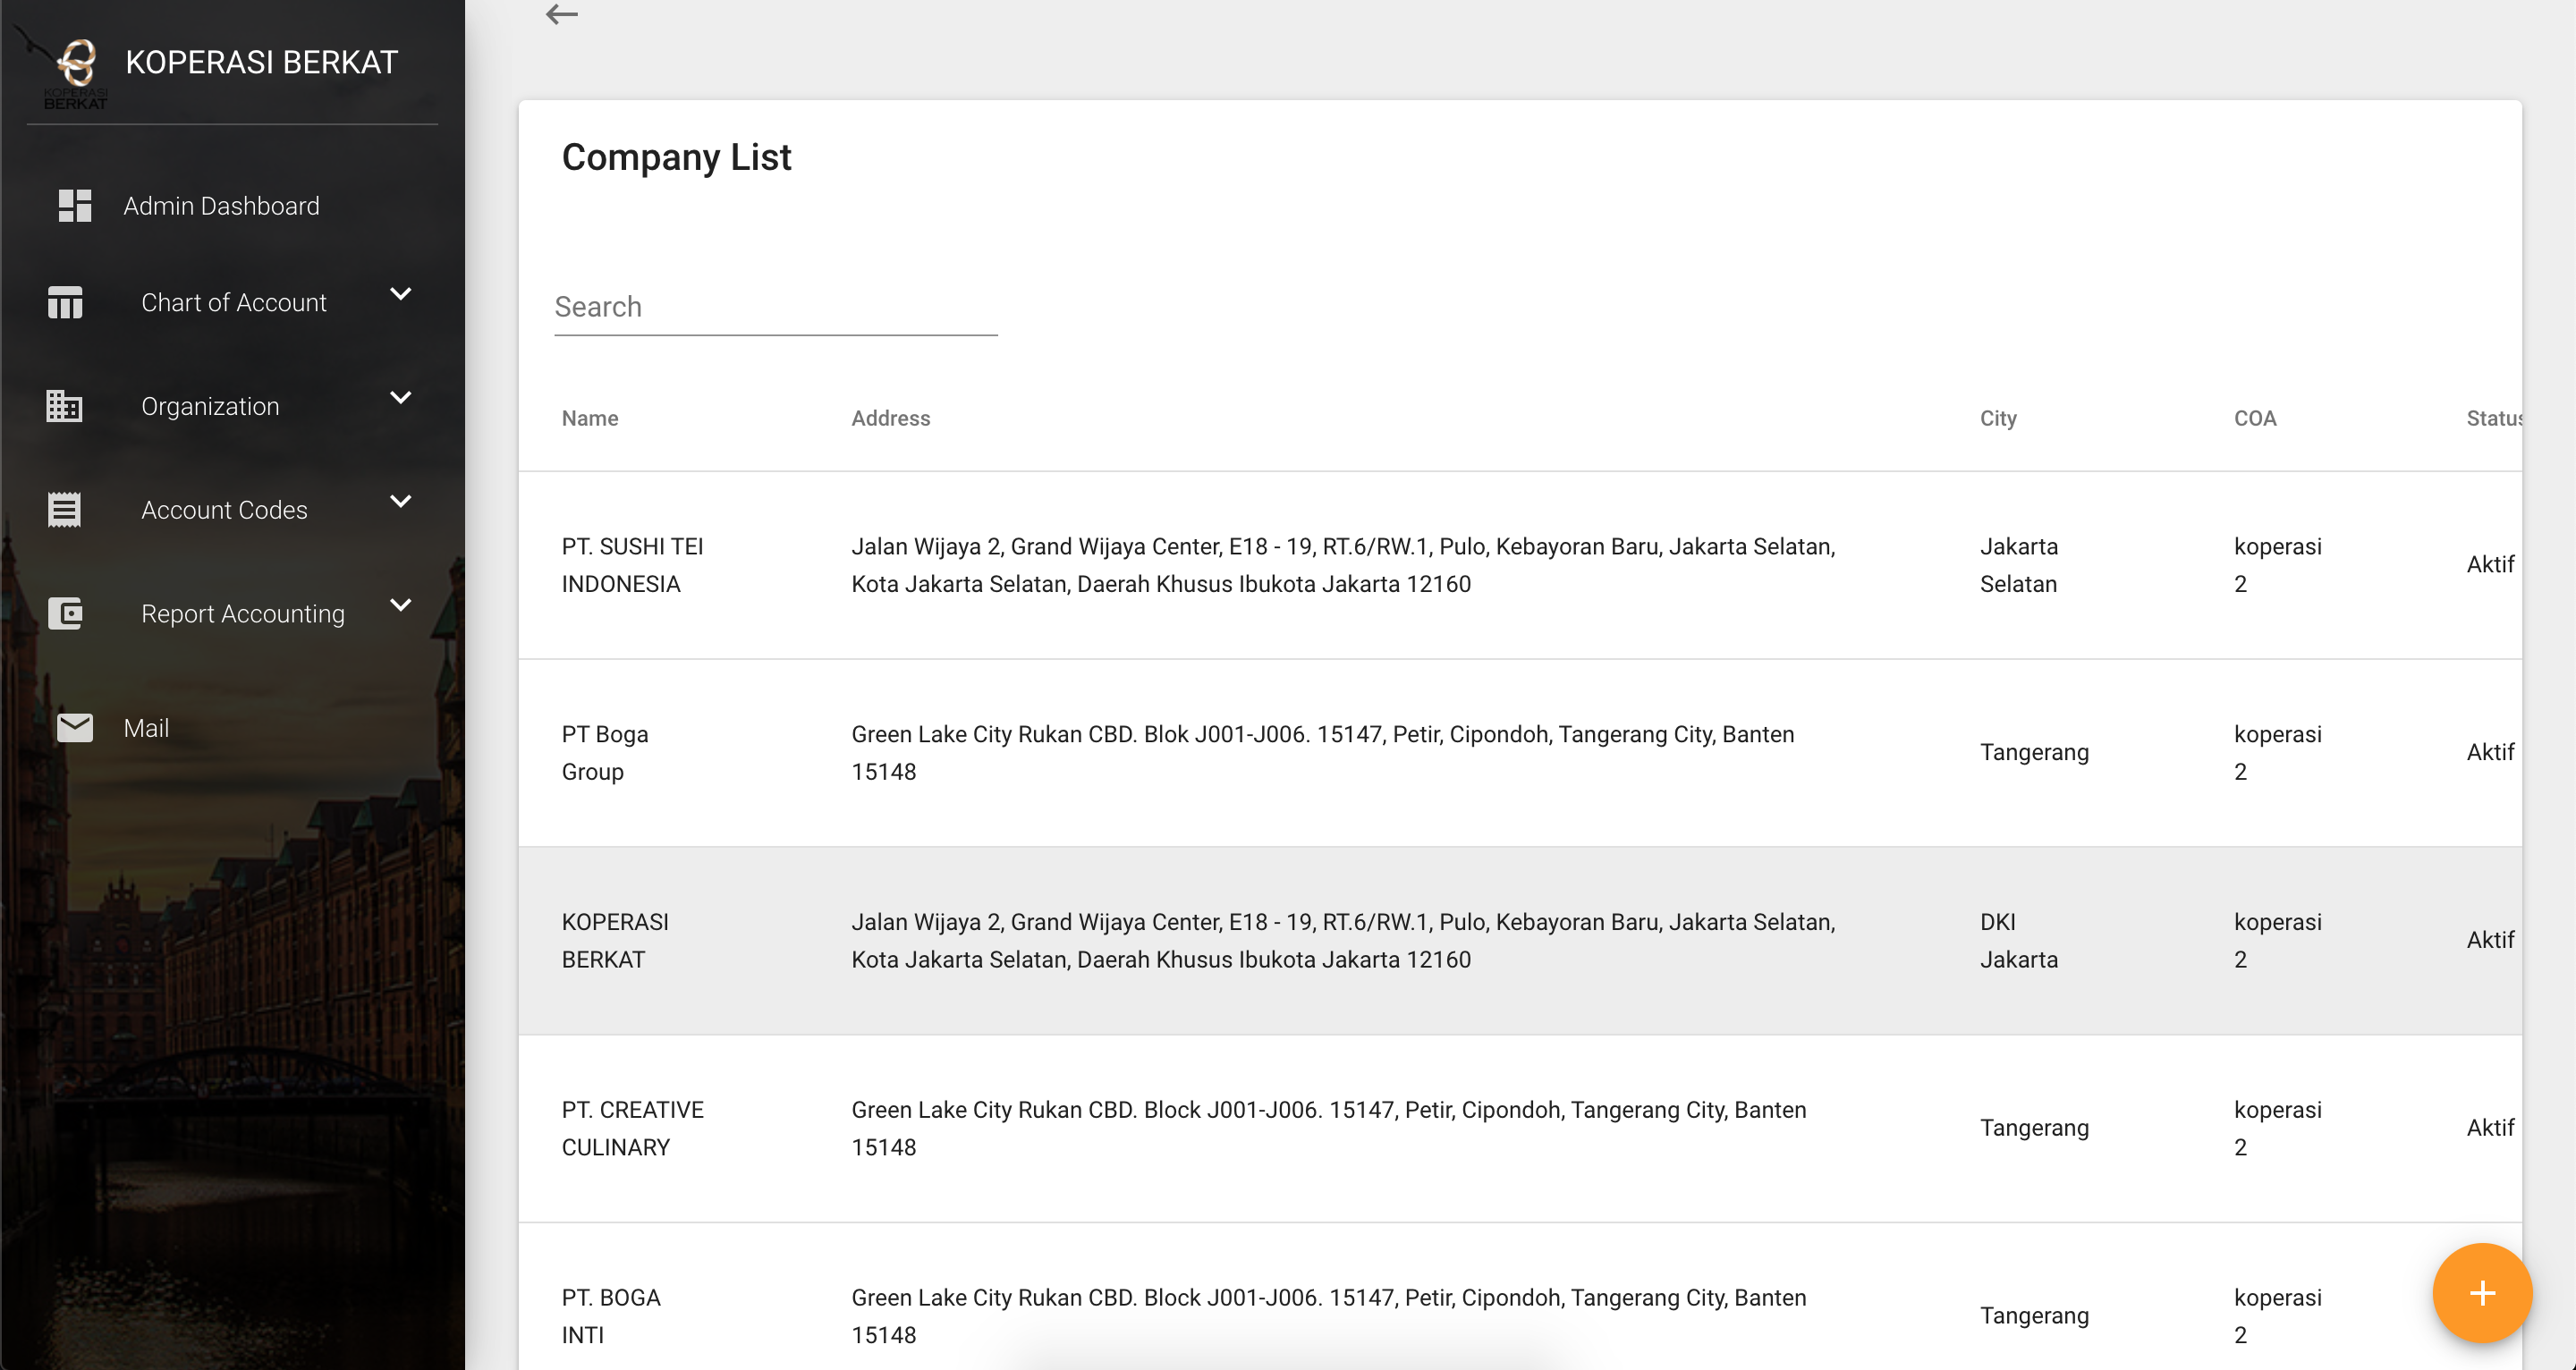 KOPERASI BERKAT
KOPERASI
BERKAT
Admin Dashboard
Chart of Account
Organization
Account Codes
Report Accounting
Mail
Company List
Search
Name Address City COA Status
PT. SUSHI TEI
INDONESIA
Jalan Wijaya 2, Grand Wijaya Center, E18 - 19, RT.6/RW.1, Pulo, Kebayoran Baru, Jakarta Selatan,
Kota Jakarta Selatan, Daerah Khusus Ibukota Jakarta 12160
Jakarta
Selatan
koperasi
2
Aktif
PT Boga
Group
Green Lake City Rukan CBD. Blok J001-J006. 15147, Petir, Cipondoh, Tangerang City, Banten
15148
Tangerang
koperasi
2
Aktif
KOPERASI
BERKAT
Jalan Wijaya 2, Grand Wijaya Center, E18 - 19, RT.6/RW.1, Pulo, Kebayoran Baru, Jakarta Selatan,
Kota Jakarta Selatan, Daerah Khusus Ibukota Jakarta 12160
DKI
Jakarta
koperasi
2
Aktif
PT. CREATIVE
CULINARY
Green Lake City Rukan CBD. Block J001-J006. 15147, Petir, Cipondoh, Tangerang City, Banten
15148
Tangerang
koperasi
2
Aktif
PT. BOGA
INTI
Green Lake City Rukan CBD. Block J001-J006. 15147, Petir, Cipondoh, Tangerang City, Banten
15148
Tangerang
koperasi
2